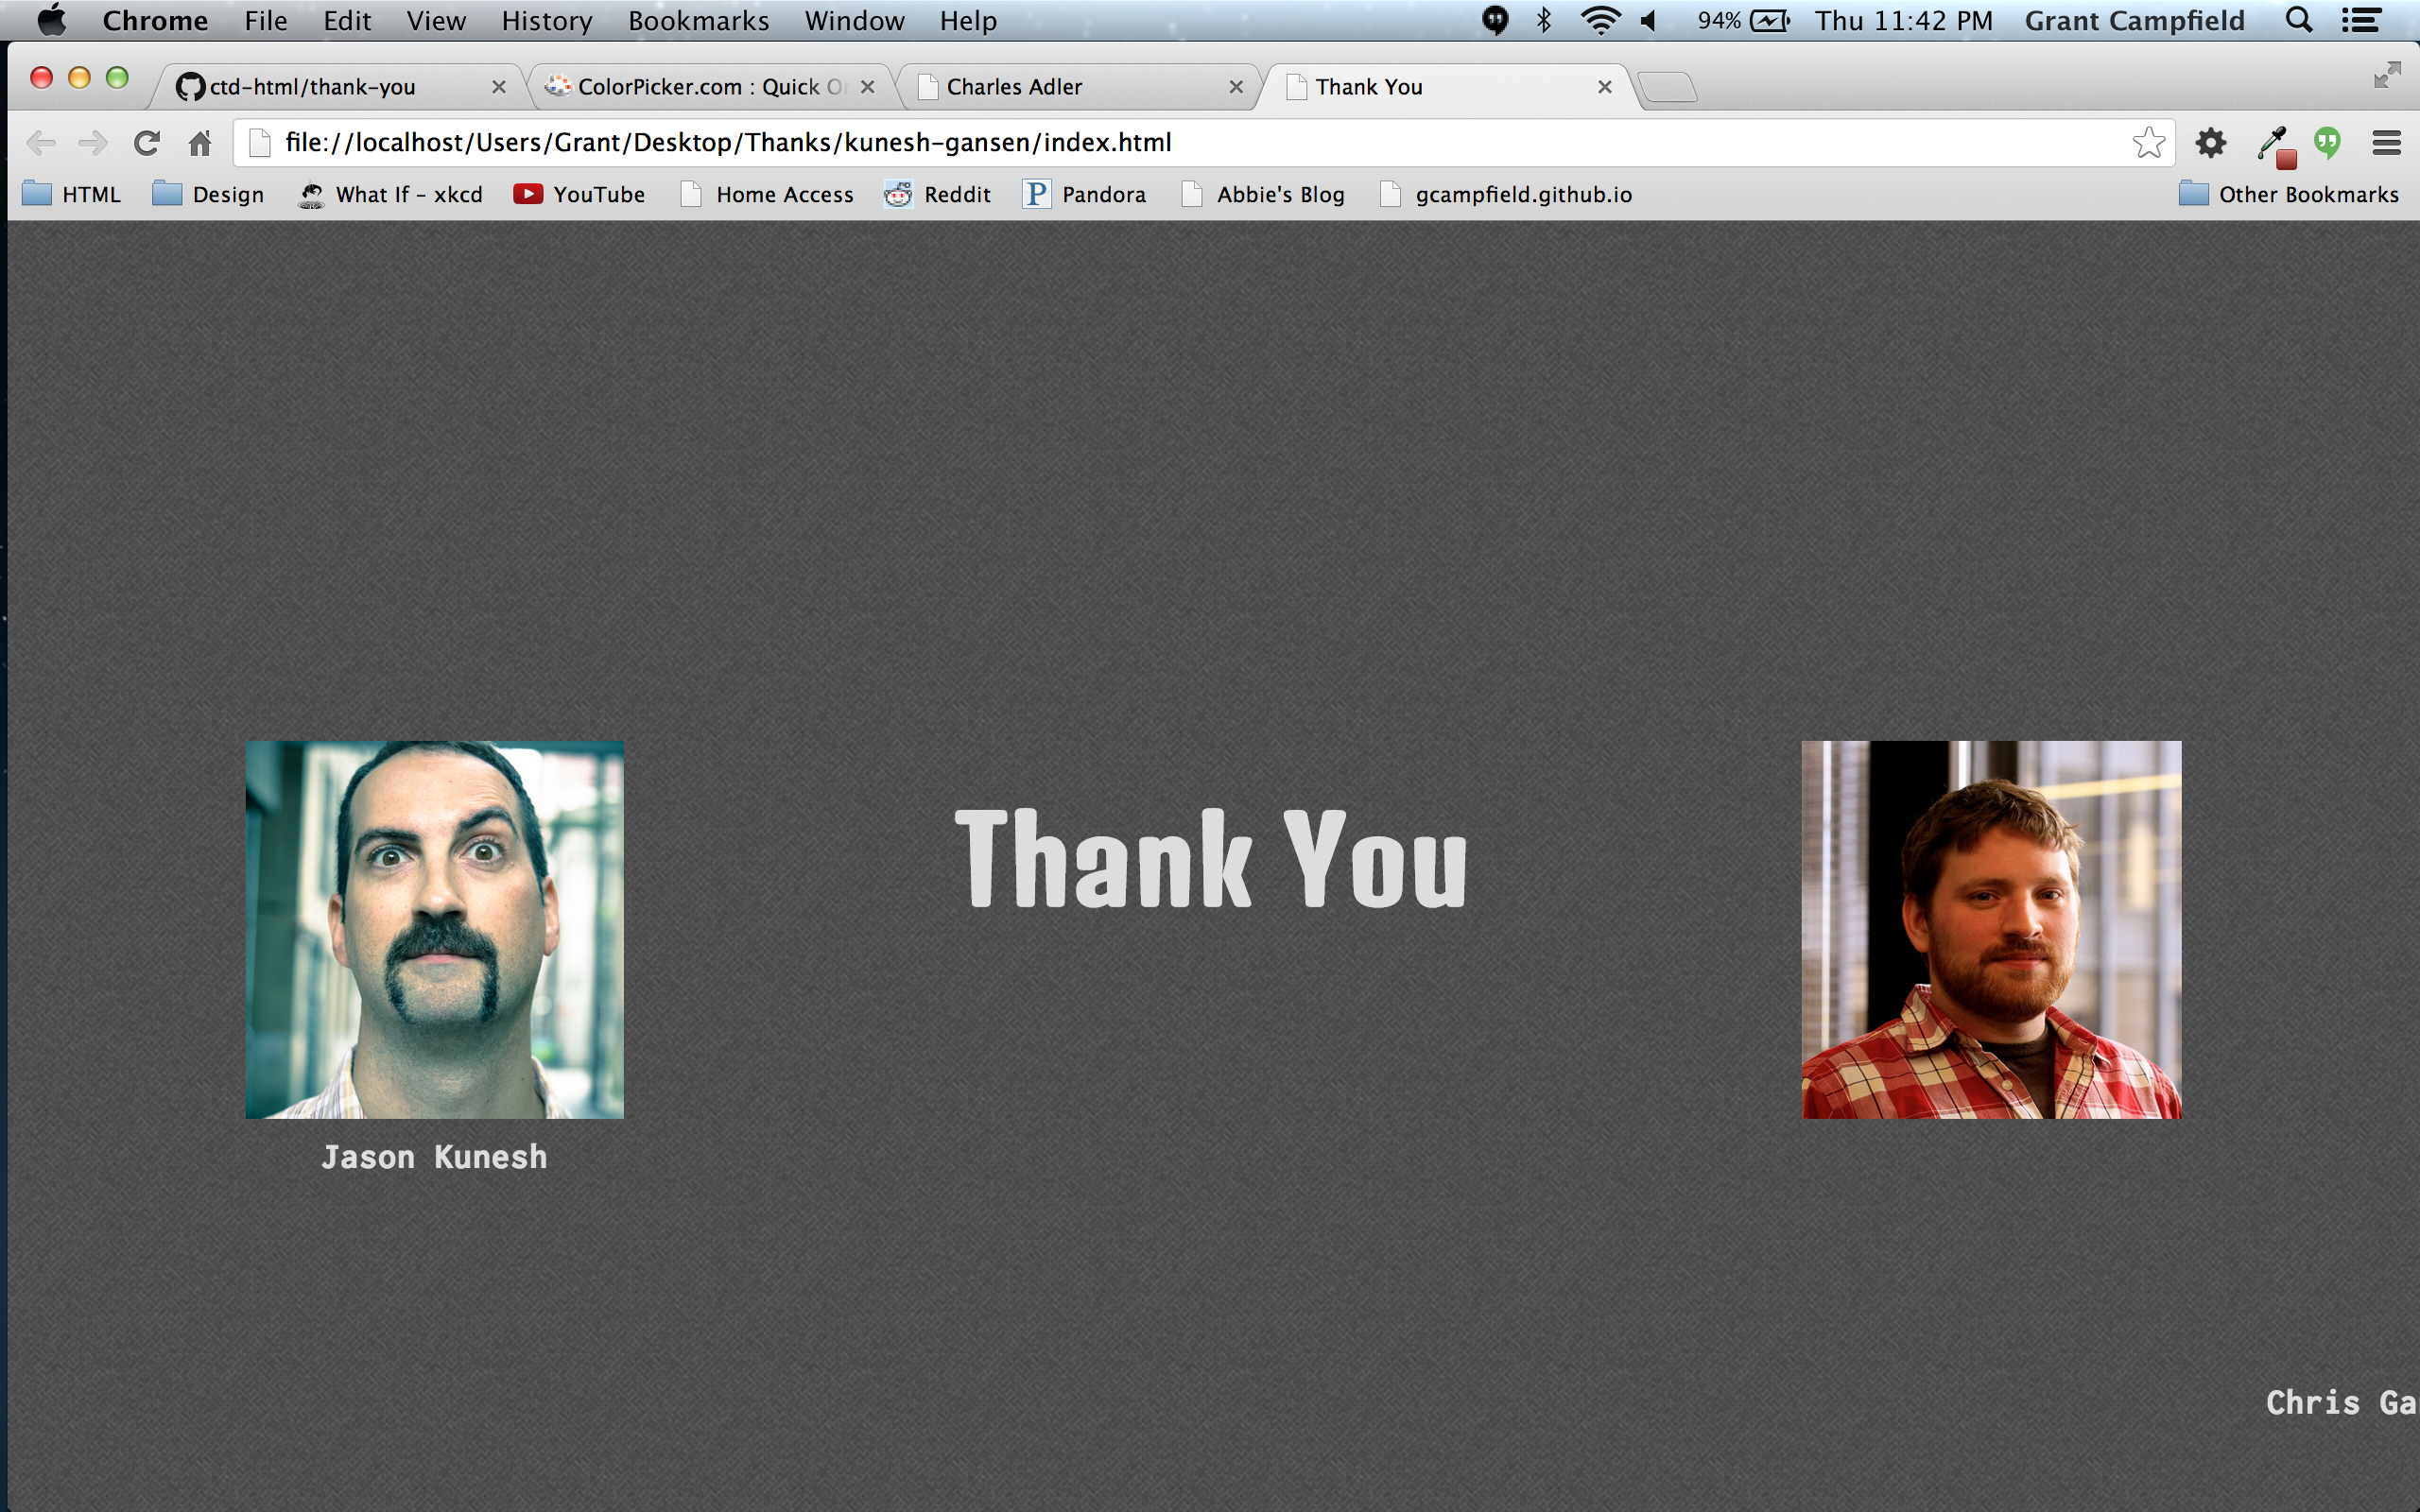 Chrome File Edit View History Bookmarks Window Help 94% Thu 11:42 PM Grant Campfield
ctd-html/thank-you ColorPicker.com : Quick O Charles Adler Thank You
file://localhost/Users/Grant/Desktop/Thanks/kunesh-gansen/index.html
HTML Design What If - xkcd YouTube Home Access Reddit P Pandora Abbie's Blog gcampfield.github.io Other Bookmarks
Thank You
Jason Kunesh
Chris Ga